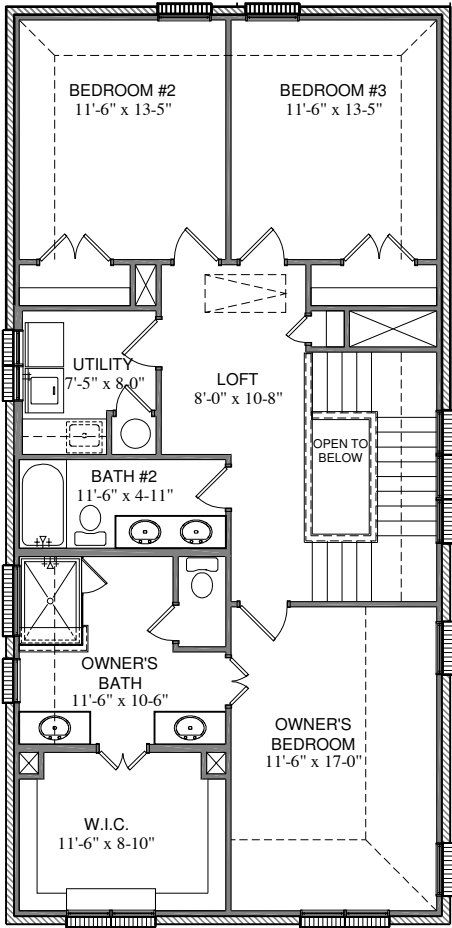 BEDROOM #2
11'-6" x 13-5"
BEDROOM #3
11'-6" x 13-5"
UTILITY
7'-5" x 8-0"
LOFT
8'-0" x 10-8"
OPEN TO
BELOW
BATH #2
11'-6" x 4-11"
OWNER'S
BATH
11'-6" x 10-6"
OWNER'S
BEDROOM
11'-6" x 17-0"
W.I.C.
11'-6" x 8-10"